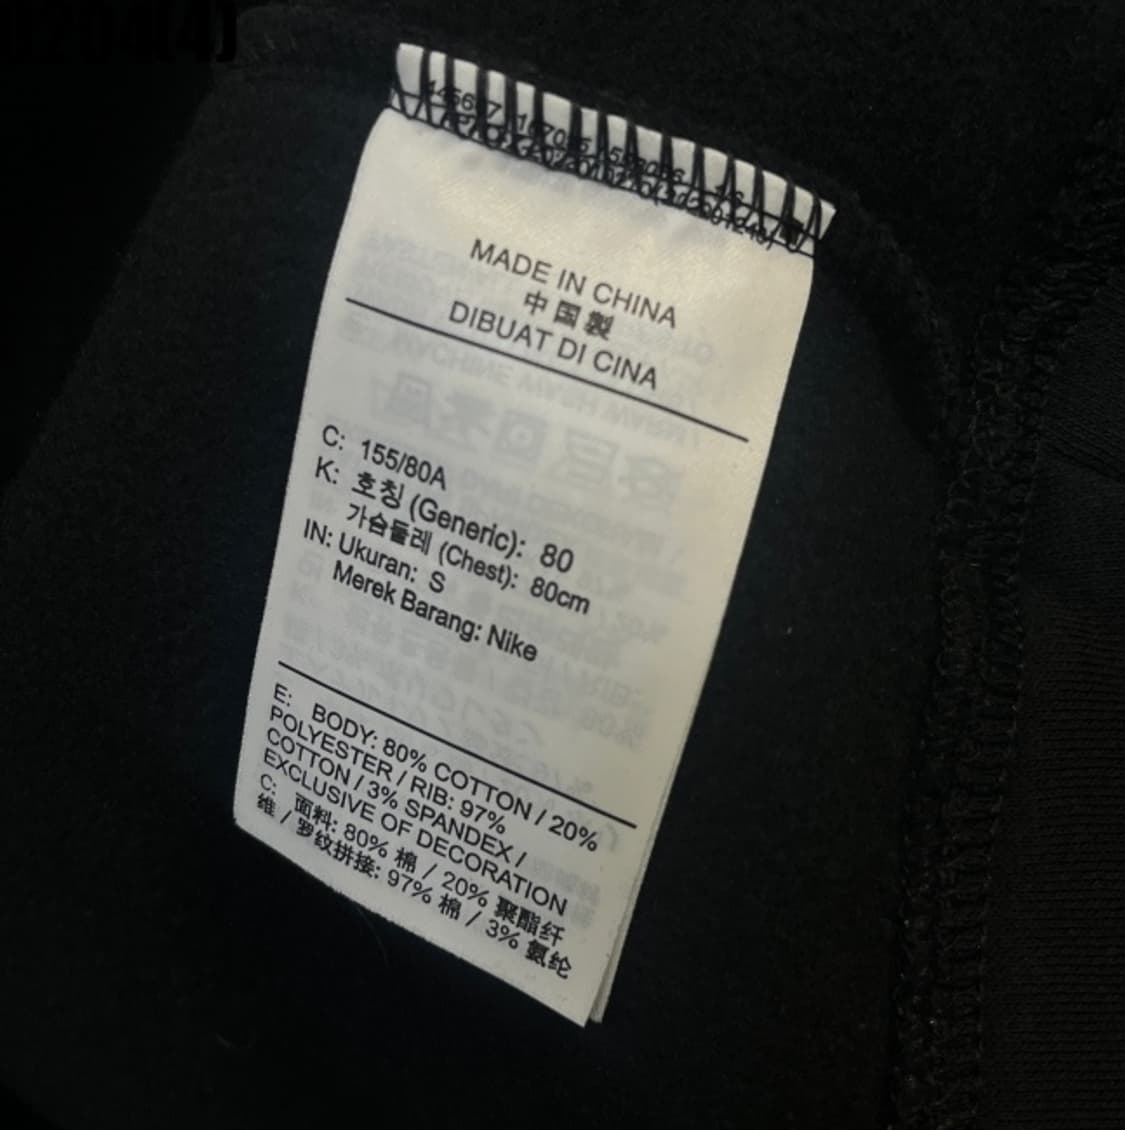 MADE IN CHINA
中国製
DIBUAT DI CINA
C: 155/80A
K: 호칭 (Generic): 80
가슴둘레 (Chest): 80cm
IN: Ukuran: S
Merek Barang: Nike
E: BODY: 80% COTTON / 20%
POLYESTER / RIB: 97%
COTTON / 3% SPANDEX /
EXCLUSIVE OF DECORATION
C: 面料: 80% 棉 / 20% 聚酯纤
维 / 罗纹拼接: 97% 棉 / 3% 氨纶